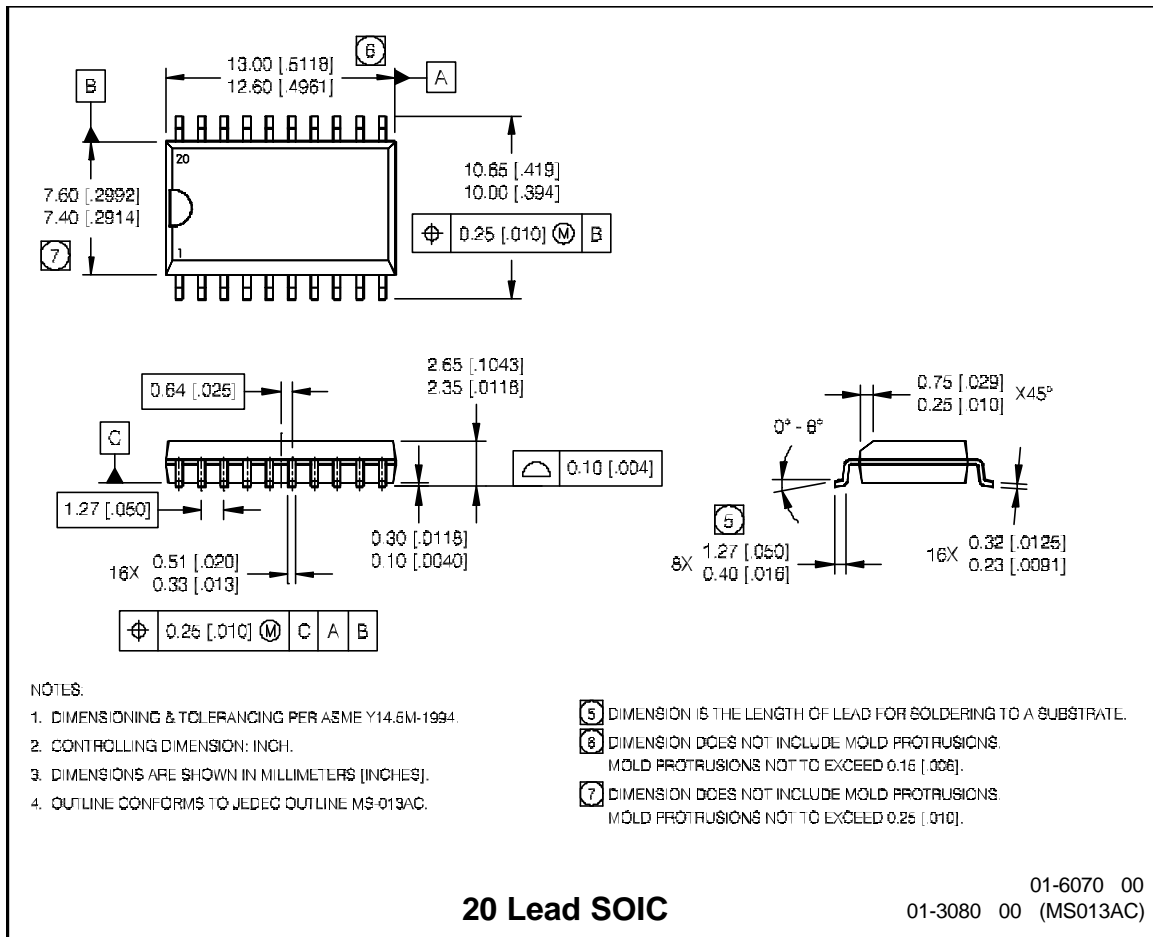 6
13.00 [.5118]
12.60 [.4961]
A
B
20
1
7.60 [.2992]
7.40 [.2914]
7
10.65 [.419]
10.00 [.394]
⌖ 0.25 [.010] Ⓜ B
0.64 [.025]
2.65 [.1043]
2.35 [.0118]
C
⌓ 0.10 [.004]
1.27 [.050]
0.30 [.0118]
0.10 [.0040]
16X 0.51 [.020]
0.33 [.013]
⌖ 0.25 [.010] Ⓜ C A B
0.75 [.029]
0.25 [.010] X45°
5
8X 1.27 [.050]
0.40 [.016]
16X 0.32 [.0125]
0.23 [.0091]
NOTES.
1. DIMENSIONING & TOLERANCING PER ASME Y14.5M-1994.
2. CONTROLLING DIMENSION: INCH.
3. DIMENSIONS ARE SHOWN IN MILLIMETERS [INCHES].
4. OUTLINE CONFORMS TO JEDEC OUTLINE MS-013AC.
5 DIMENSION IS THE LENGTH OF LEAD FOR SOLDERING TO A SUBSTRATE.
6 DIMENSION DOES NOT INCLUDE MOLD PROTRUSIONS.
MOLD PROTRUSIONS NOT TO EXCEED 0.15 [.006].
7 DIMENSION DOES NOT INCLUDE MOLD PROTRUSIONS.
MOLD PROTRUSIONS NOT TO EXCEED 0.25 [.010].
20 Lead SOIC
01-6070 00
01-3080 00 (MS013AC)